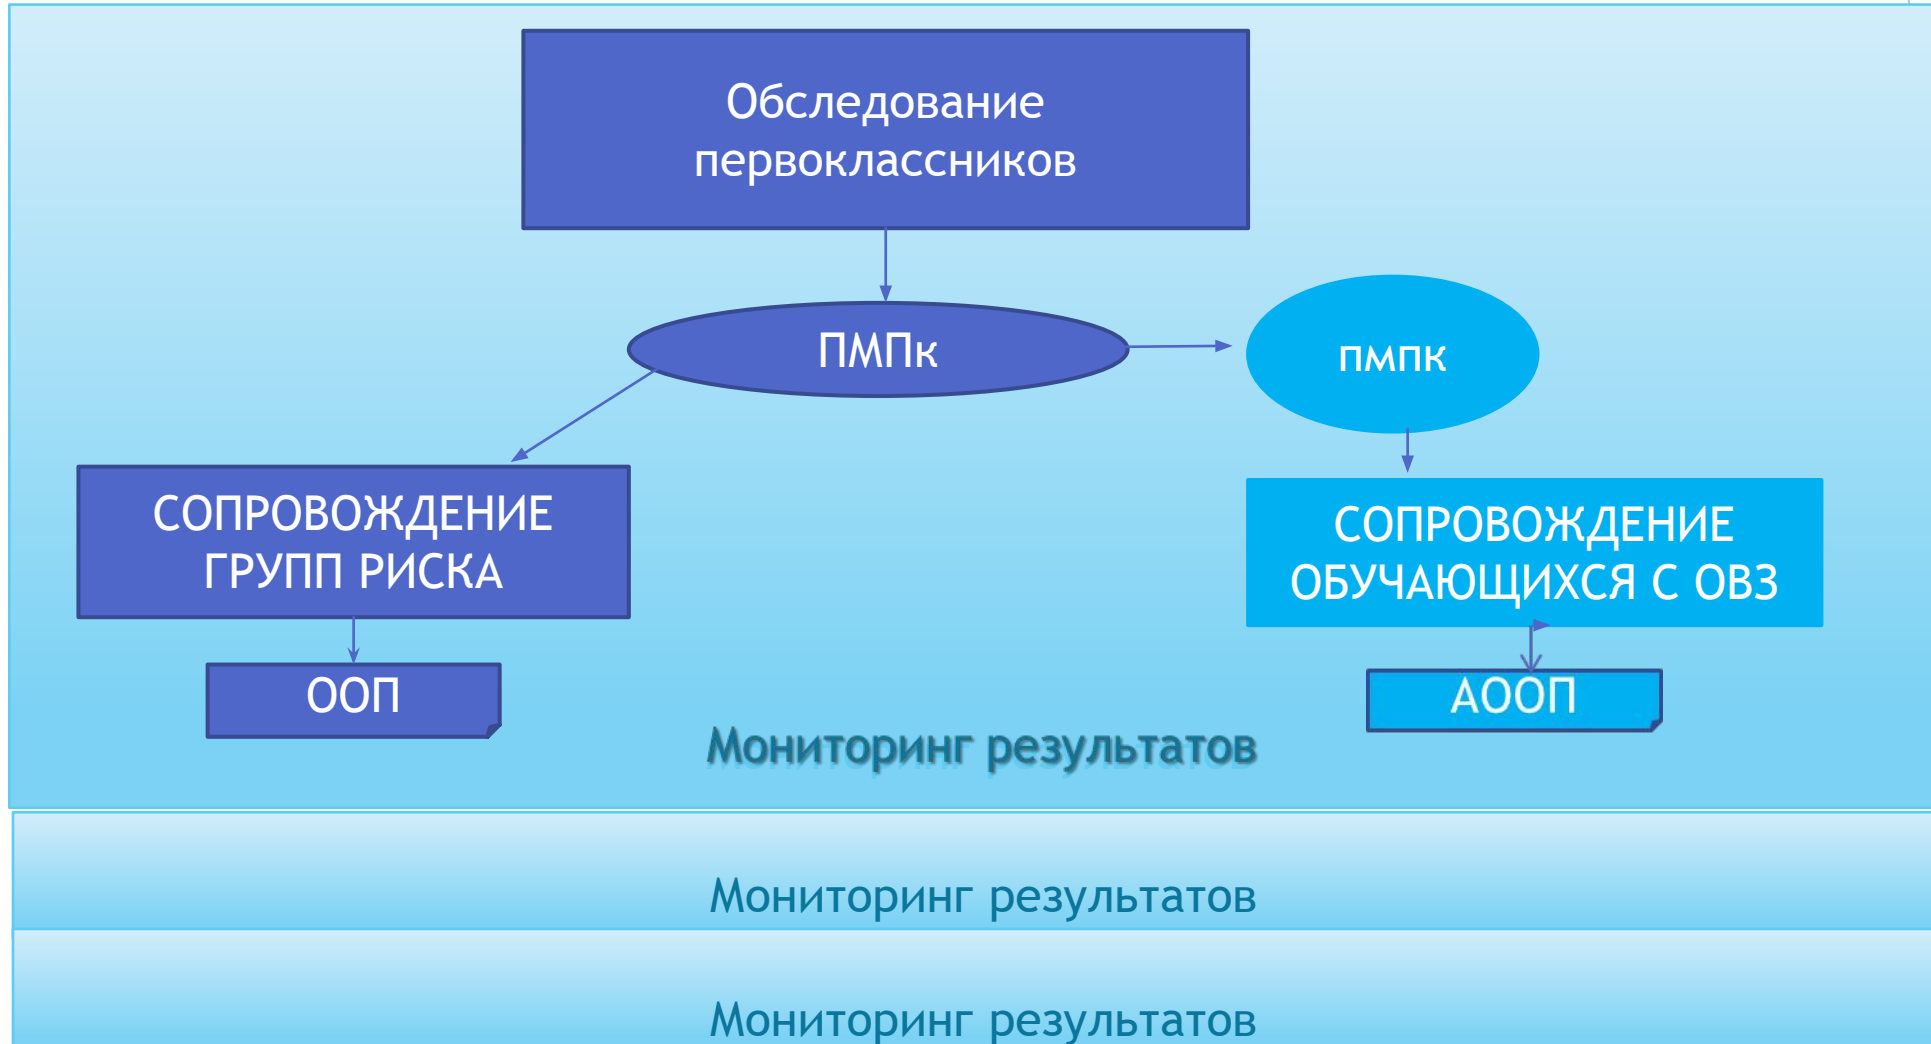 Обследование
первоклассников
ПМПк
пмпк
СОПРОВОЖДЕНИЕ
ГРУПП РИСКА
СОПРОВОЖДЕНИЕ
ОБУЧАЮЩИХСЯ С ОВЗ
ООП
АООП
Мониторинг результатов
Мониторинг результатов
Мониторинг результатов